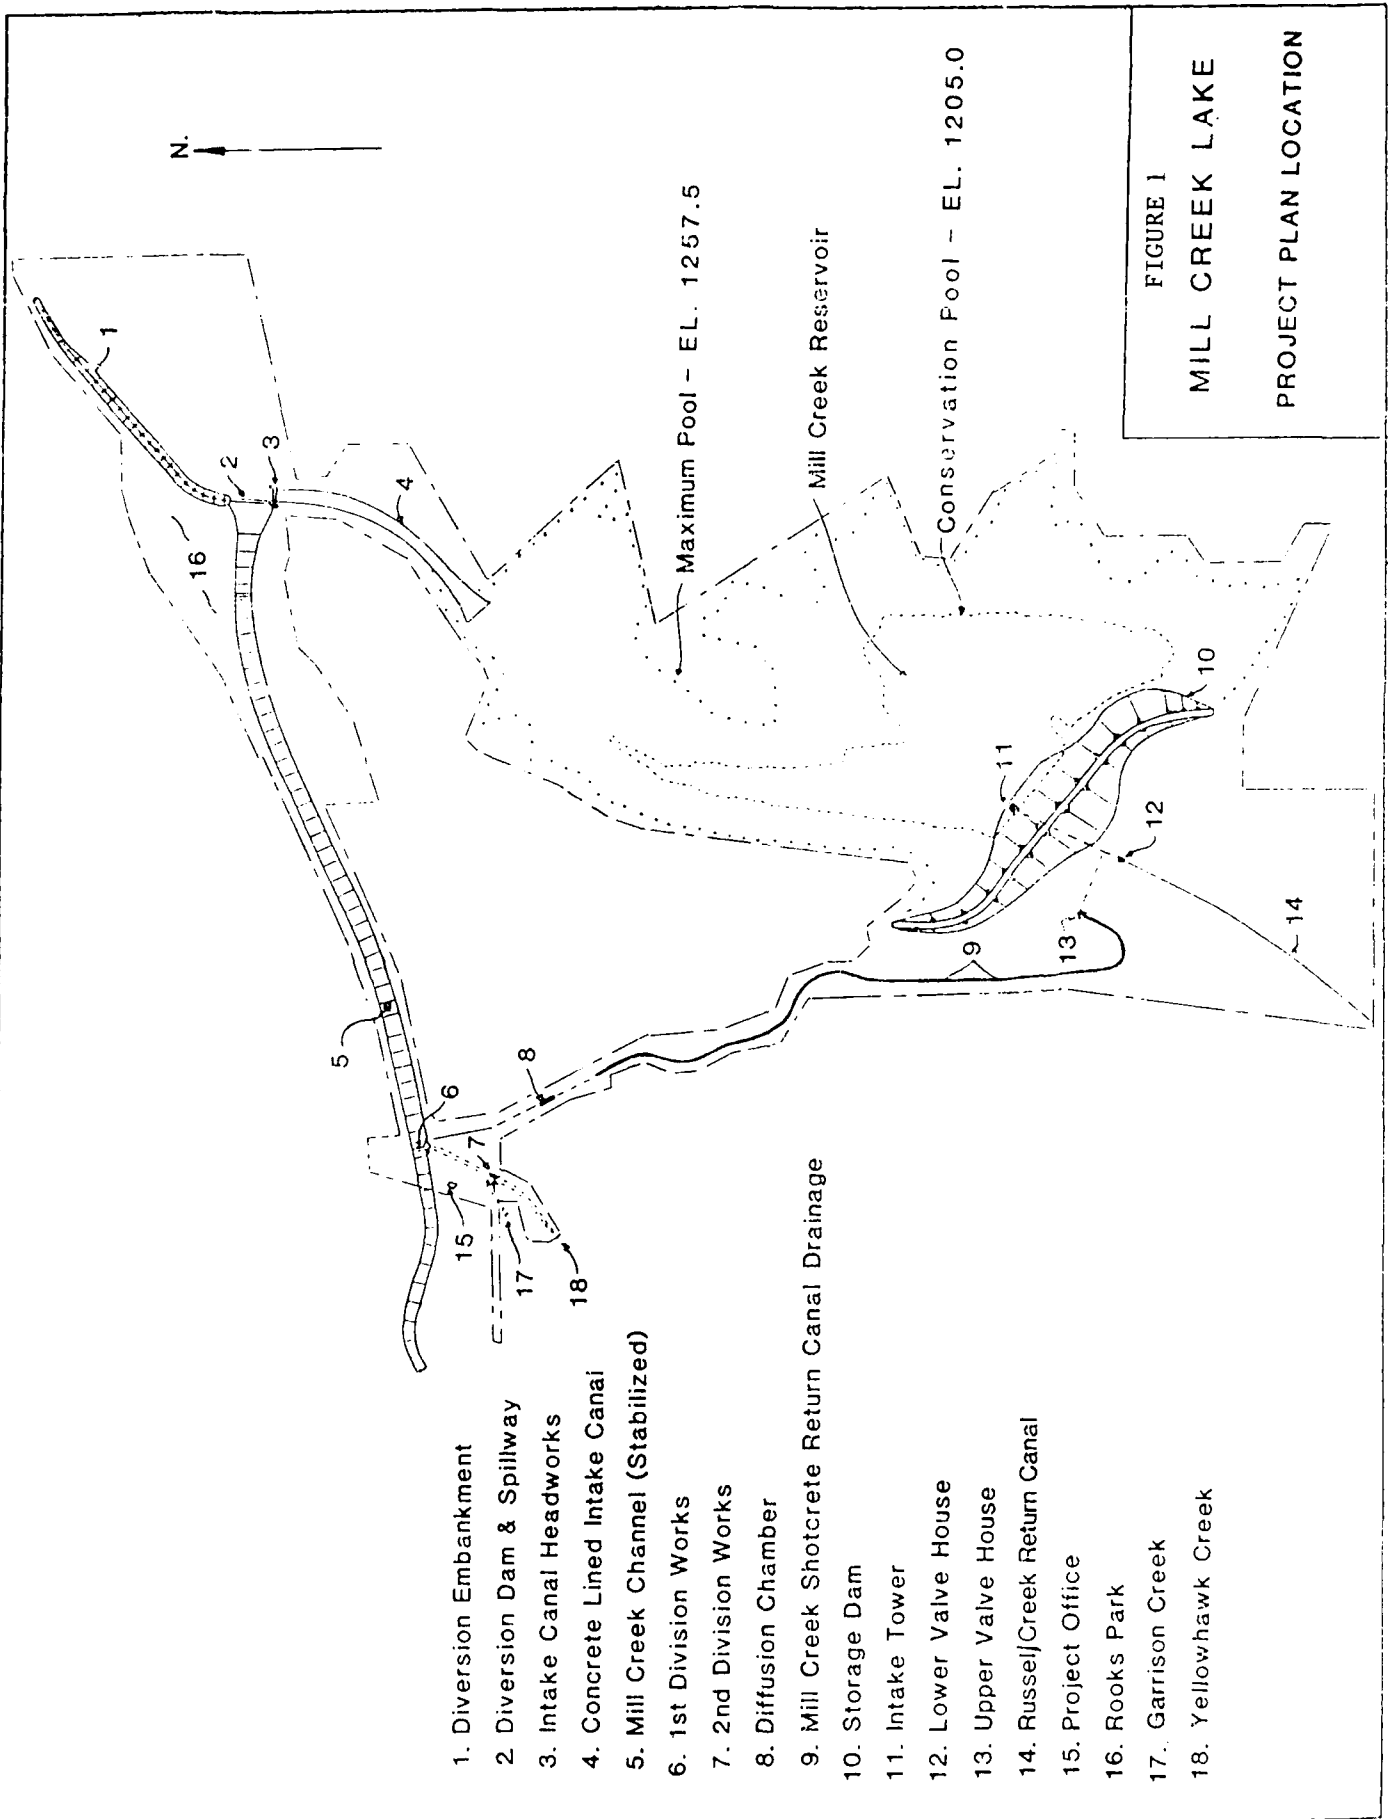 N.
1
2
3
4
16
Maximum Pool - EL. 1257.5
Mill Creek Reservoir
Conservation Pool - EL. 1205.0
5
6
7
8
15
17
18
9
10
11
12
13
14
1. Diversion Embankment
2 Diversion Dam & Spillway
3. Intake Canal Headworks
4. Concrete Lined Intake Canal
5. Mill Creek Channel (Stabilized)
6. 1st Division Works
7. 2nd Division Works
8. Diffusion Chamber
9. Mill Creek Shotcrete Return Canal Drainage
10. Storage Dam
11. Intake Tower
12. Lower Valve House
13. Upper Valve House
14. Russel/Creek Return Canal
15. Project Office
16. Rooks Park
17. Garrison Creek
18. Yellowhawk Creek
FIGURE 1
MILL CREEK LAKE
PROJECT PLAN LOCATION